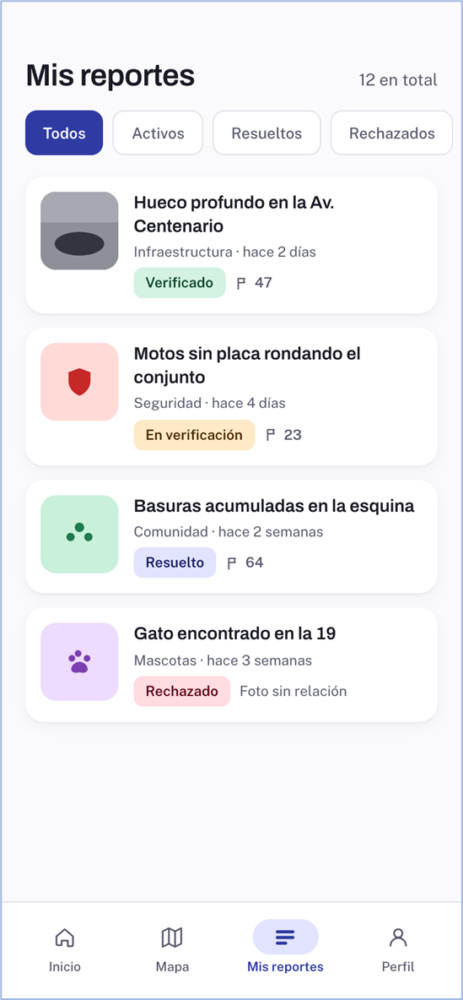 Mis reportes
12 en total
Todos
Activos
Resueltos
Rechazados
Hueco profundo en la Av.
Centenario
Infraestructura · hace 2 días
Verificado
47
Motos sin placa rondando el
conjunto
Seguridad · hace 4 días
En verificación
23
Basuras acumuladas en la esquina
Comunidad · hace 2 semanas
Resuelto
64
Gato encontrado en la 19
Mascotas · hace 3 semanas
Rechazado
Foto sin relación
Inicio
Mapa
Mis reportes
Perfil